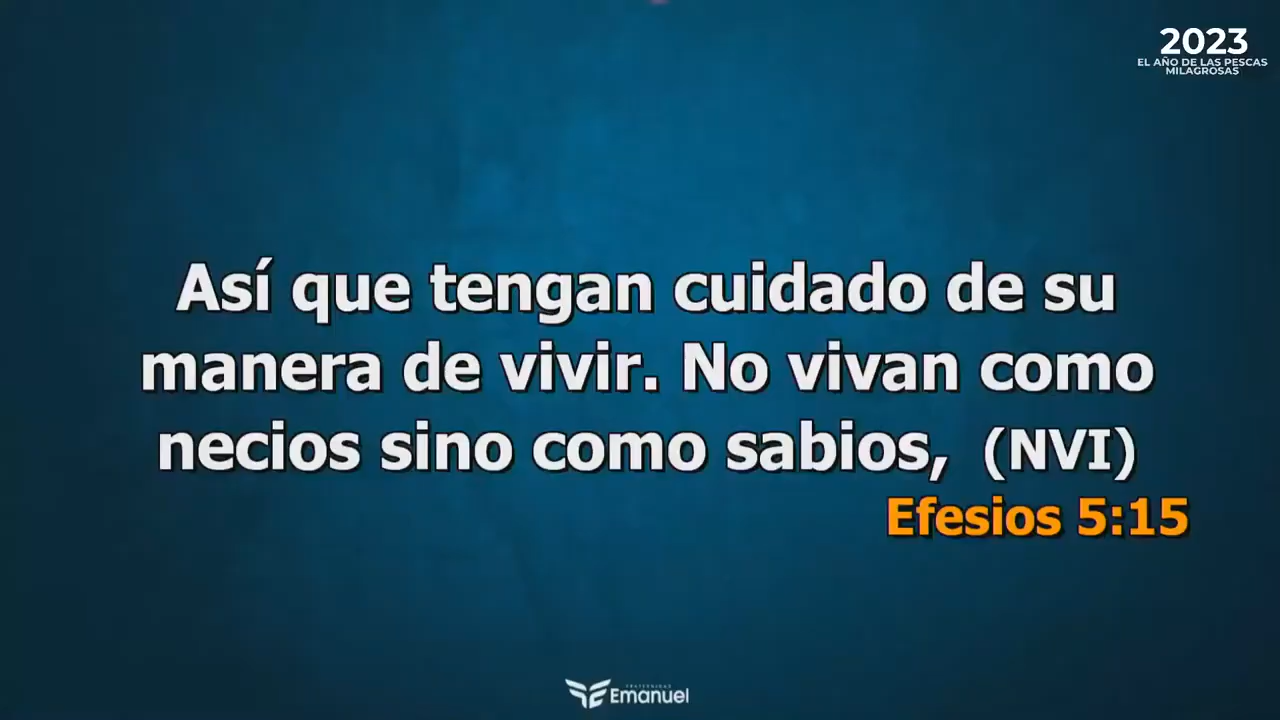 2023
EL AÑO DE LAS PESCAS
MILAGROSAS
Así que tengan cuidado de su
manera de vivir. No vivan como
necios sino como sabios, (NVI)
Efesios 5:15
FRATERNIDAD
Emanuel